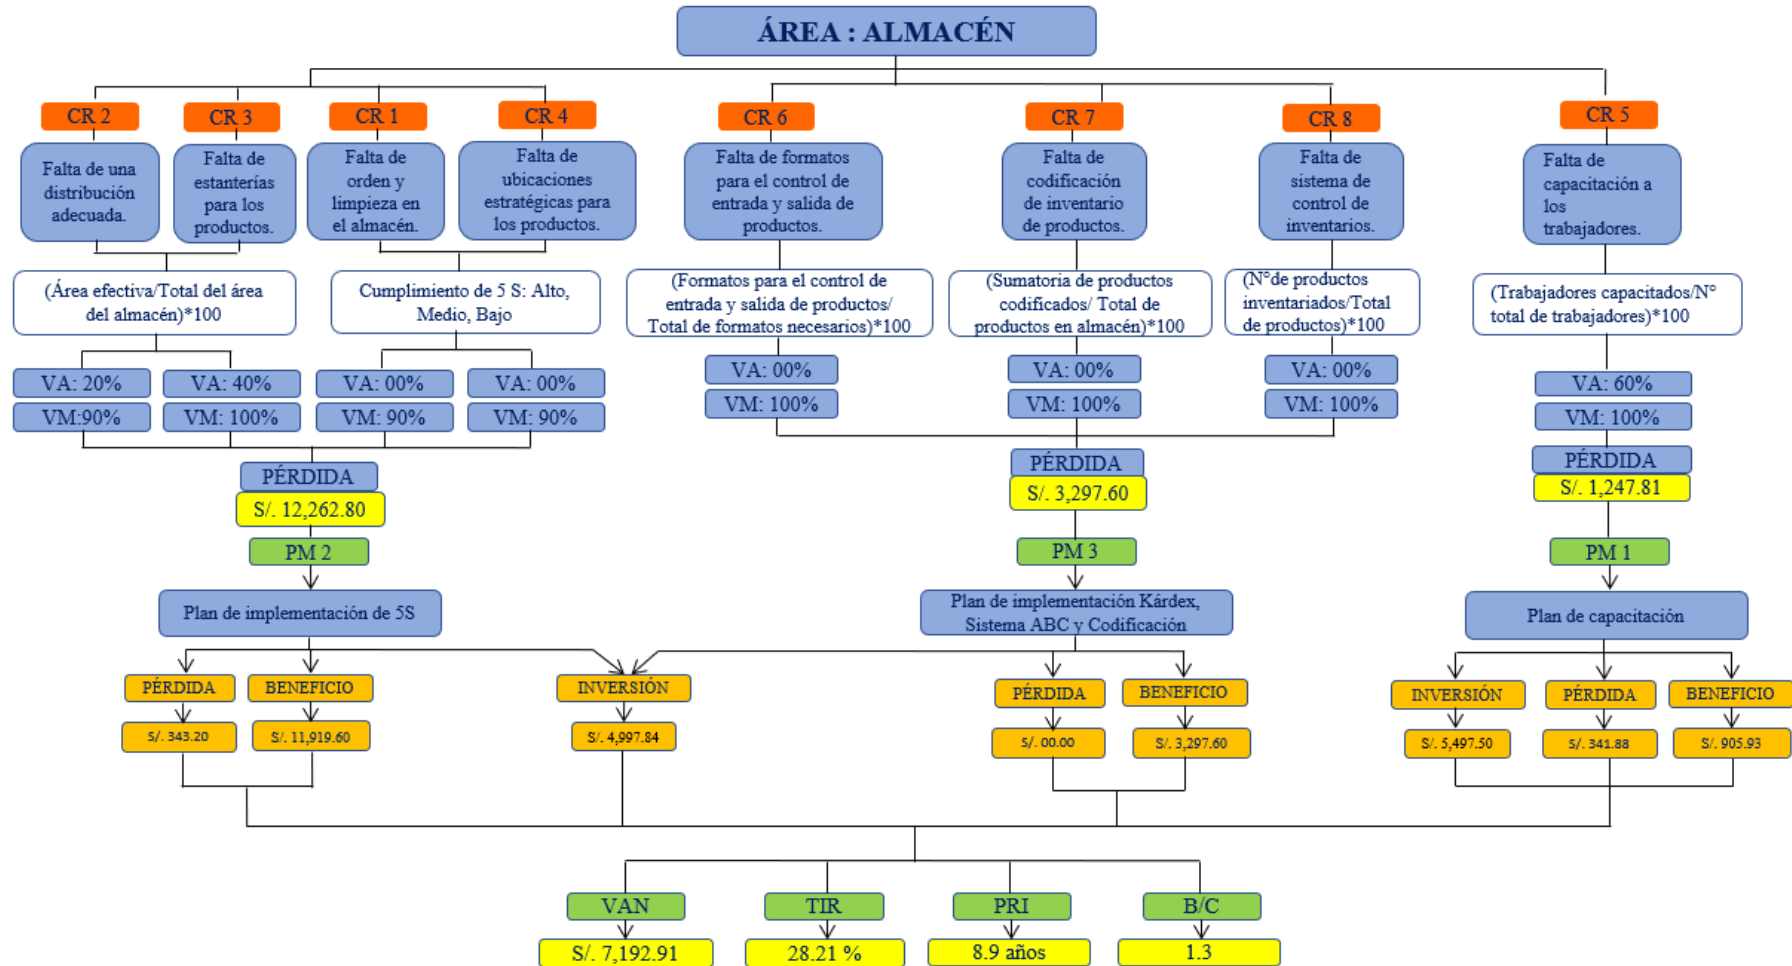 ÁREA : ALMACÉN
CR 2
CR 3
CR 1
CR 4
CR 6
CR 7
CR 8
CR 5
Falta de una
distribución
adecuada.
Falta de
estanterías
para los
productos.
Falta de
orden y
limpieza en
el almacén.
Falta de
ubicaciones
estratégicas para
los productos.
Falta de formatos
para el control de
entrada y salida de
productos.
Falta de
codificación
de inventario
de productos.
Falta de
sistema de
control de
inventarios.
Falta de
capacitación a
los
trabajadores.
(Área efectiva/Total del área
del almacén)*100
Cumplimiento de 5 S: Alto,
Medio, Bajo
(Formatos para el control de
entrada y salida de productos/
Total de formatos necesarios)*100
(Sumatoria de productos
codificados/ Total de
productos en almacén)*100
(N°de productos
inventariados/Total
de productos)*100
(Trabajadores capacitados/N°
total de trabajadores)*100
VA: 20%
VM:90%
VA: 40%
VM: 100%
VA: 00%
VM: 90%
VA: 00%
VM: 90%
VA: 00%
VM: 100%
VA: 00%
VM: 100%
VA: 00%
VM: 100%
VA: 60%
VM: 100%
PÉRDIDA
S/. 12,262.80
PÉRDIDA
S/. 3,297.60
PÉRDIDA
S/. 1,247.81
PM 2
PM 3
PM 1
Plan de implementación de 5S
Plan de implementación Kárdex,
Sistema ABC y Codificación
Plan de capacitación
PÉRDIDA
BENEFICIO
INVERSIÓN
PÉRDIDA
BENEFICIO
INVERSIÓN
PÉRDIDA
BENEFICIO
S/. 343.20
S/. 11,919.60
S/. 4,997.84
S/. 00.00
S/. 3,297.60
S/. 5,497.50
S/. 341.88
S/. 905.93
VAN
TIR
PRI
B/C
S/. 7,192.91
28.21 %
8.9 años
1.3